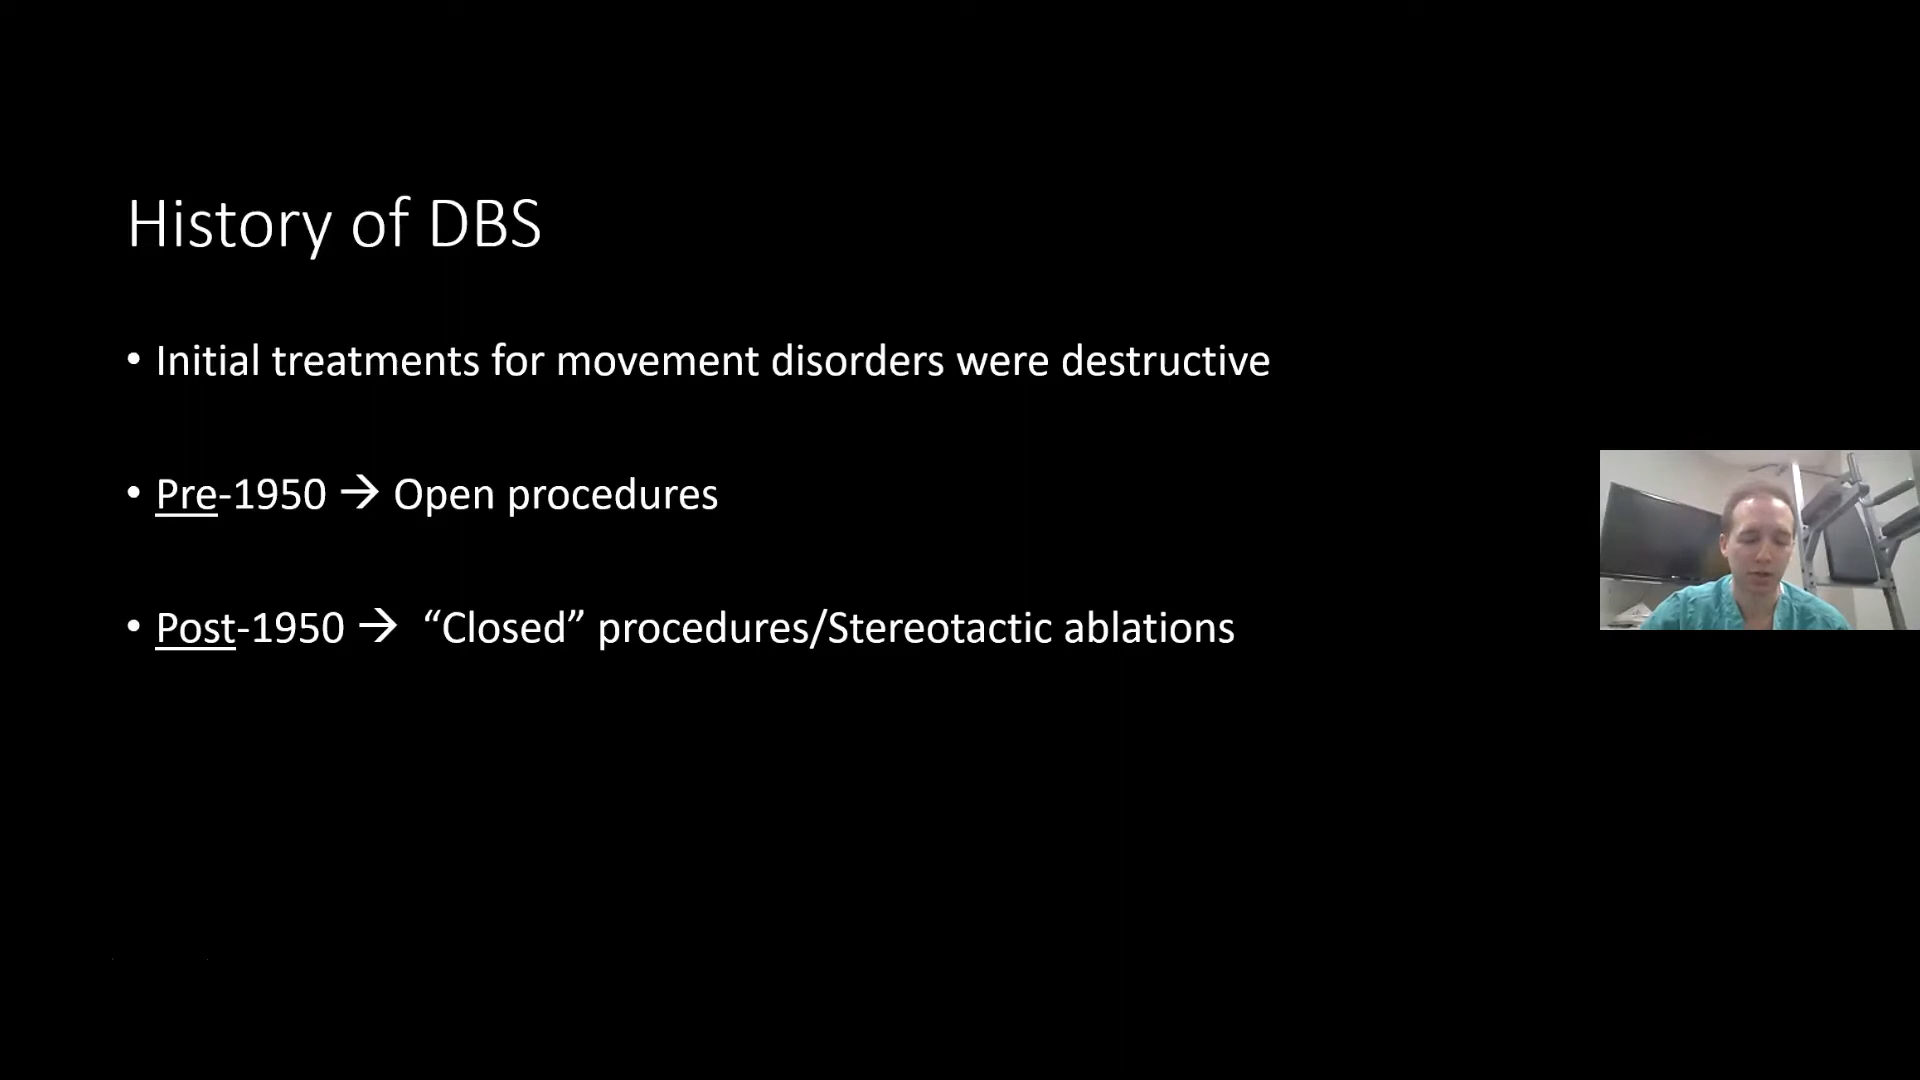 History of DBS
• Initial treatments for movement disorders were destructive
• Pre-1950 → Open procedures
• Post-1950 → “Closed” procedures/Stereotactic ablations